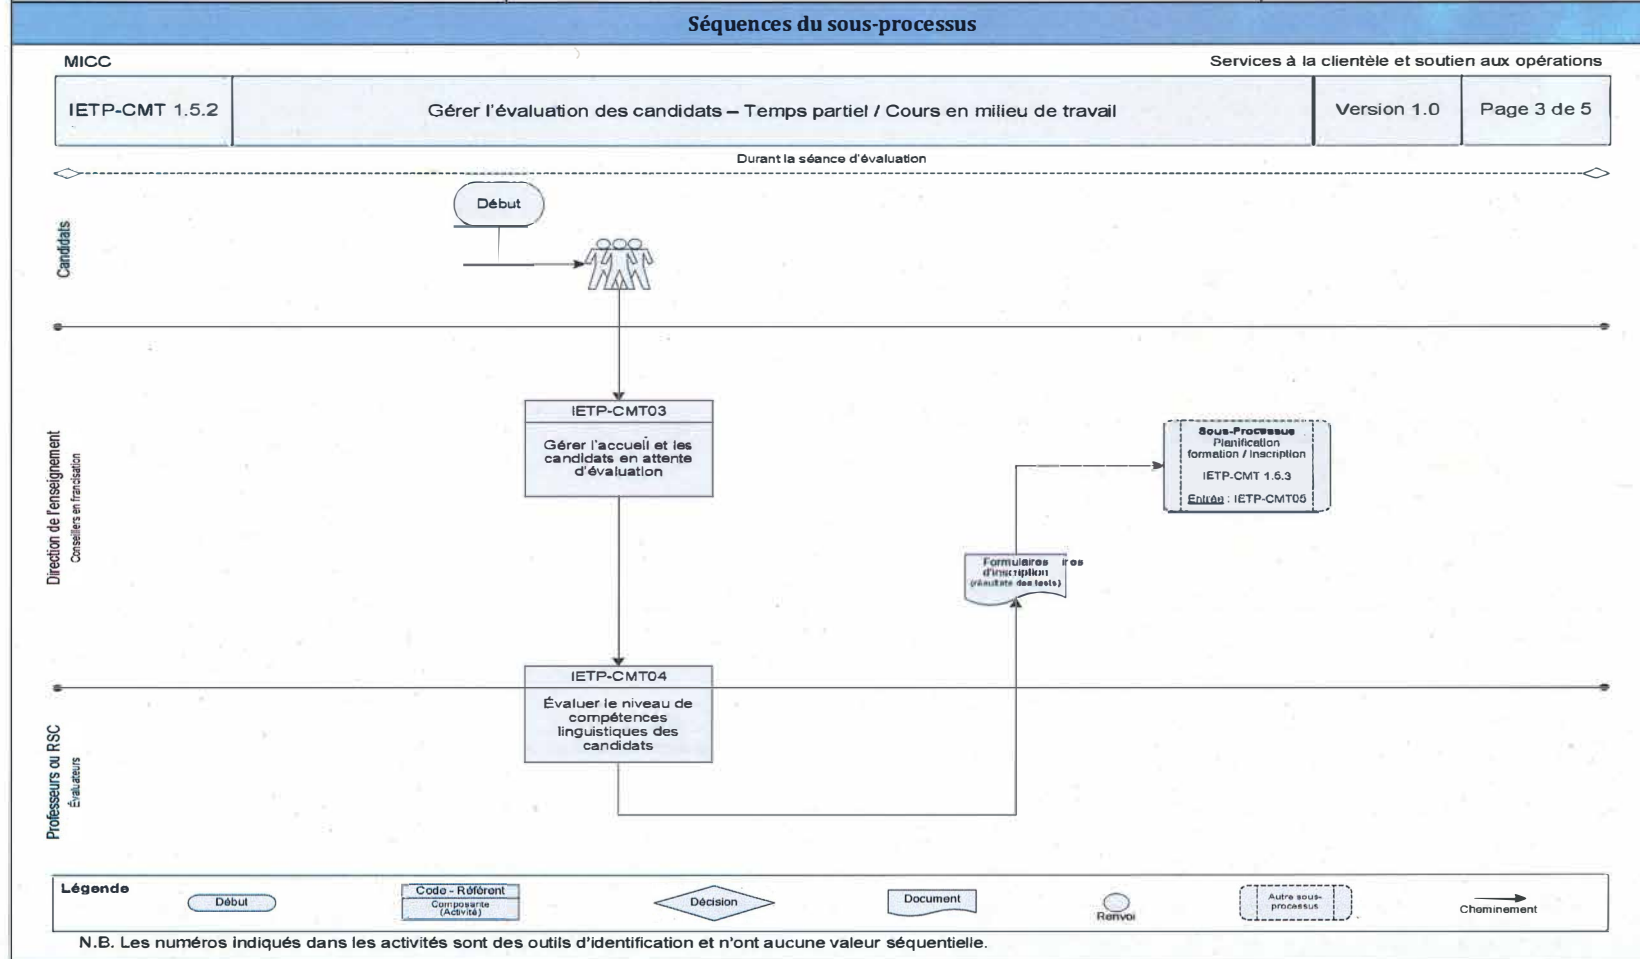 Séquences du sous-processus
MICC
Services à la clientèle et soutien aux opérations
IETP-CMT 1.5.2
Gérer l'évaluation des candidats – Temps partiel / Cours en milieu de travail
Version 1.0
Page 3 de 5
Durant la séance d'évaluation
Candidats
Début
Direction de l'enseignement
Conseillers en francisation
IETP-CMT03
Gérer l'accueil et les
candidats en attente
d'évaluation
Sous-Processus
Planification
formation / Inscription
IETP-CMT 1.5.3
Entrée : IETP-CMT05
Formulaires ires
d'inscription
(résultats des tests)
Professeurs ou RSC
Évaluateurs
IETP-CMT04
Évaluer le niveau de
compétences
linguistiques des
candidats
Légende
Début
Code - Référent
Composante
(Activité)
Décision
Document
Renvoi
Autre sous-
processus
Cheminement
N.B. Les numéros indiqués dans les activités sont des outils d'identification et n'ont aucune valeur séquentielle.